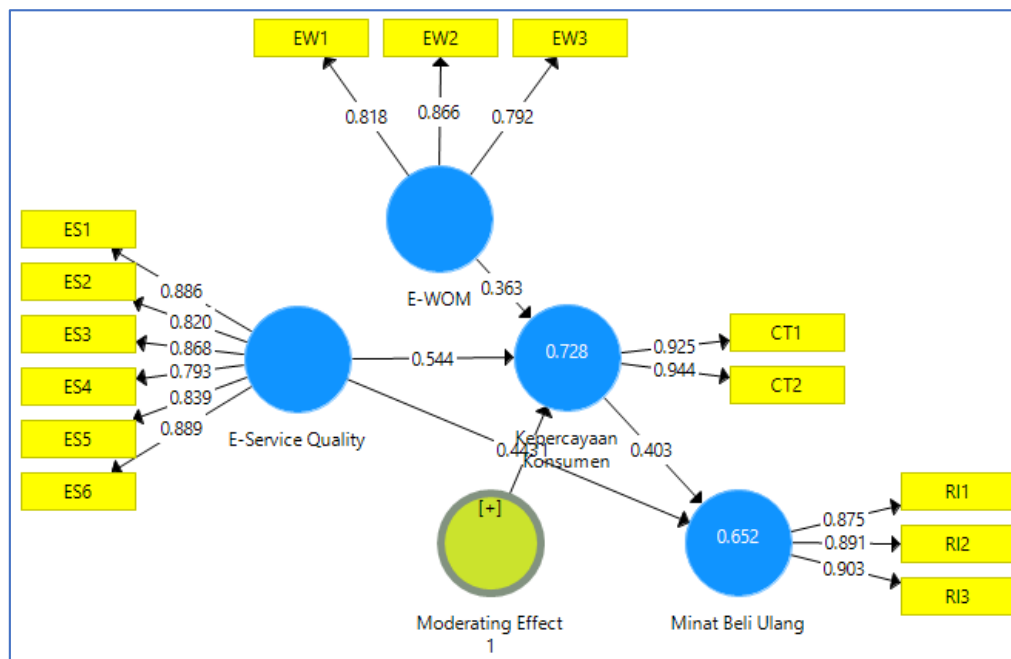 EW1
EW2
EW3
0.818
0.866
0.792
ES1
ES2
ES3
ES4
ES5
ES6
0.886
0.820
0.868
0.793
0.839
0.889
E-WOM
0.363
0.544
0.728
0.925
0.944
CT1
CT2
E-Service Quality
Kepercayaan
Konsumen
0.403
[+]
Moderating Effect
1
0.652
Minat Beli Ulang
0.875
0.891
0.903
RI1
RI2
RI3